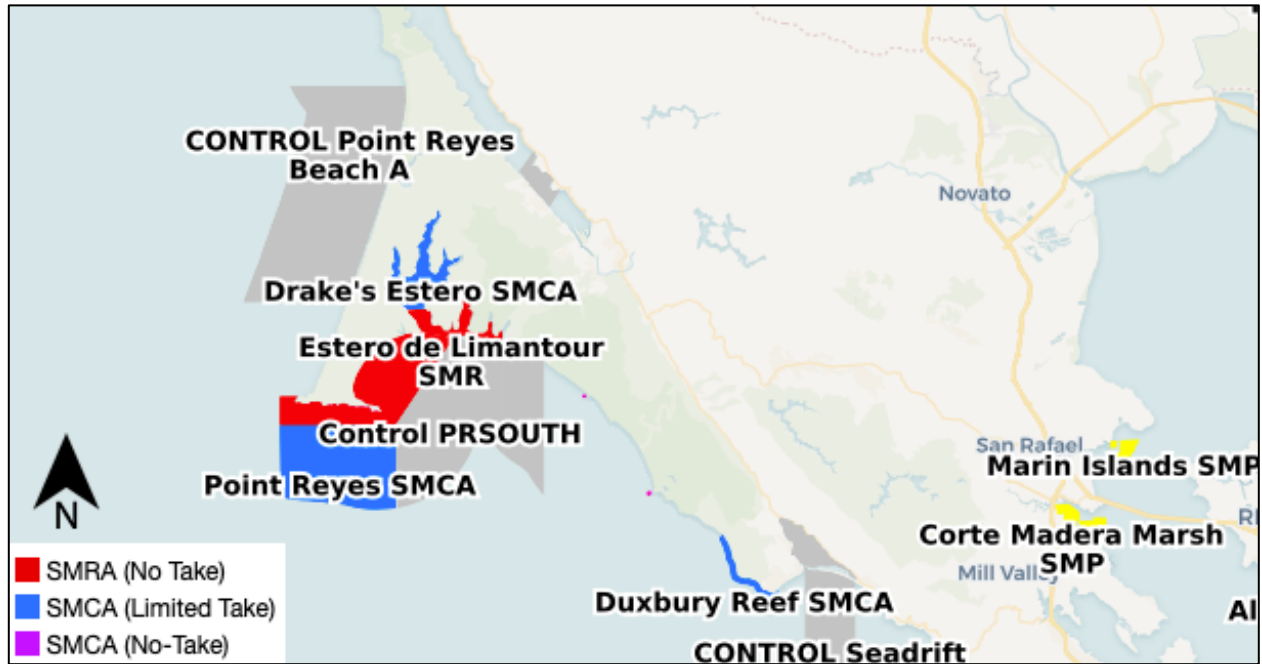 CONTROL Point Reyes
Beach A
Novato
Drake's Estero SMCA
Estero de Limantour
SMR
Control PRSOUTH
San Rafael
Marin Islands SMP
Point Reyes SMCA
N
Corte Madera Marsh
SMP
Mill Valley
SMRA (No Take)
SMCA (Limited Take)
SMCA (No-Take)
Duxbury Reef SMCA
Al
CONTROL Seadrift